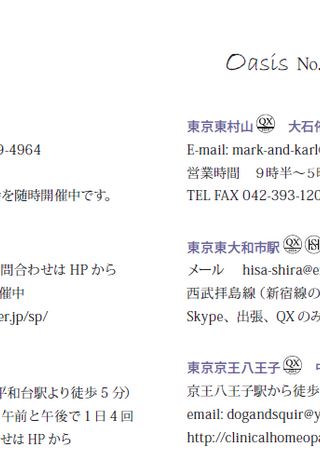 Oasis No.
9-4964
を随時開催中です。
問合わせは HP から
催中
er.jp/sp/
平和台駅より徒歩 5 分）
午前と午後で 1 日 4 回
せは HP から
東京東村山 QX 大石
E-mail: mark-and-karl
営業時間 9時半〜5
TEL FAX 042-393-120
東京東大和市駅 QX
メール hisa-shira@e
西武拝島線（新宿線の
Skype、出張、QX のみ
東京京王八王子 QX
京王八王子駅から徒歩
email: dogandsquir@y
http://clinicalhomeopa